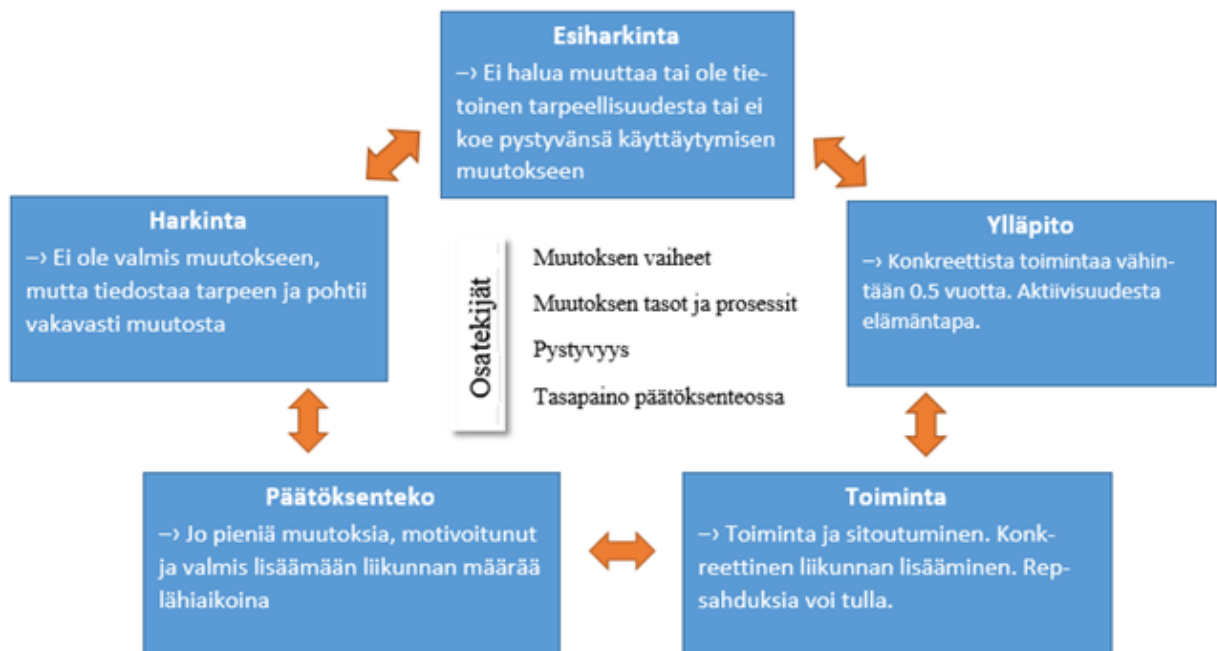 Esiharkinta
–> Ei halua muuttaa tai ole tie-
toinen tarpeellisuudesta tai ei
koe pystyvänsä käyttäytymisen
muutokseen
Harkinta
–> Ei ole valmis muutokseen,
mutta tiedostaa tarpeen ja pohtii
vakavasti muutosta
Osatekijät
Muutoksen vaiheet
Muutoksen tasot ja prosessit
Pystyvyys
Tasapaino päätöksenteossa
Ylläpito
–> Konkreettista toimintaa vähin-
tään 0.5 vuotta. Aktiivisuudesta
elämäntapa.
Päätöksenteko
–> Jo pieniä muutoksia, motivoitunut
ja valmis lisäämään liikunnan määrää
lähiaikoina
Toiminta
–> Toiminta ja sitoutuminen. Konk-
reettinen liikunnan lisääminen. Rep-
sahduksia voi tulla.